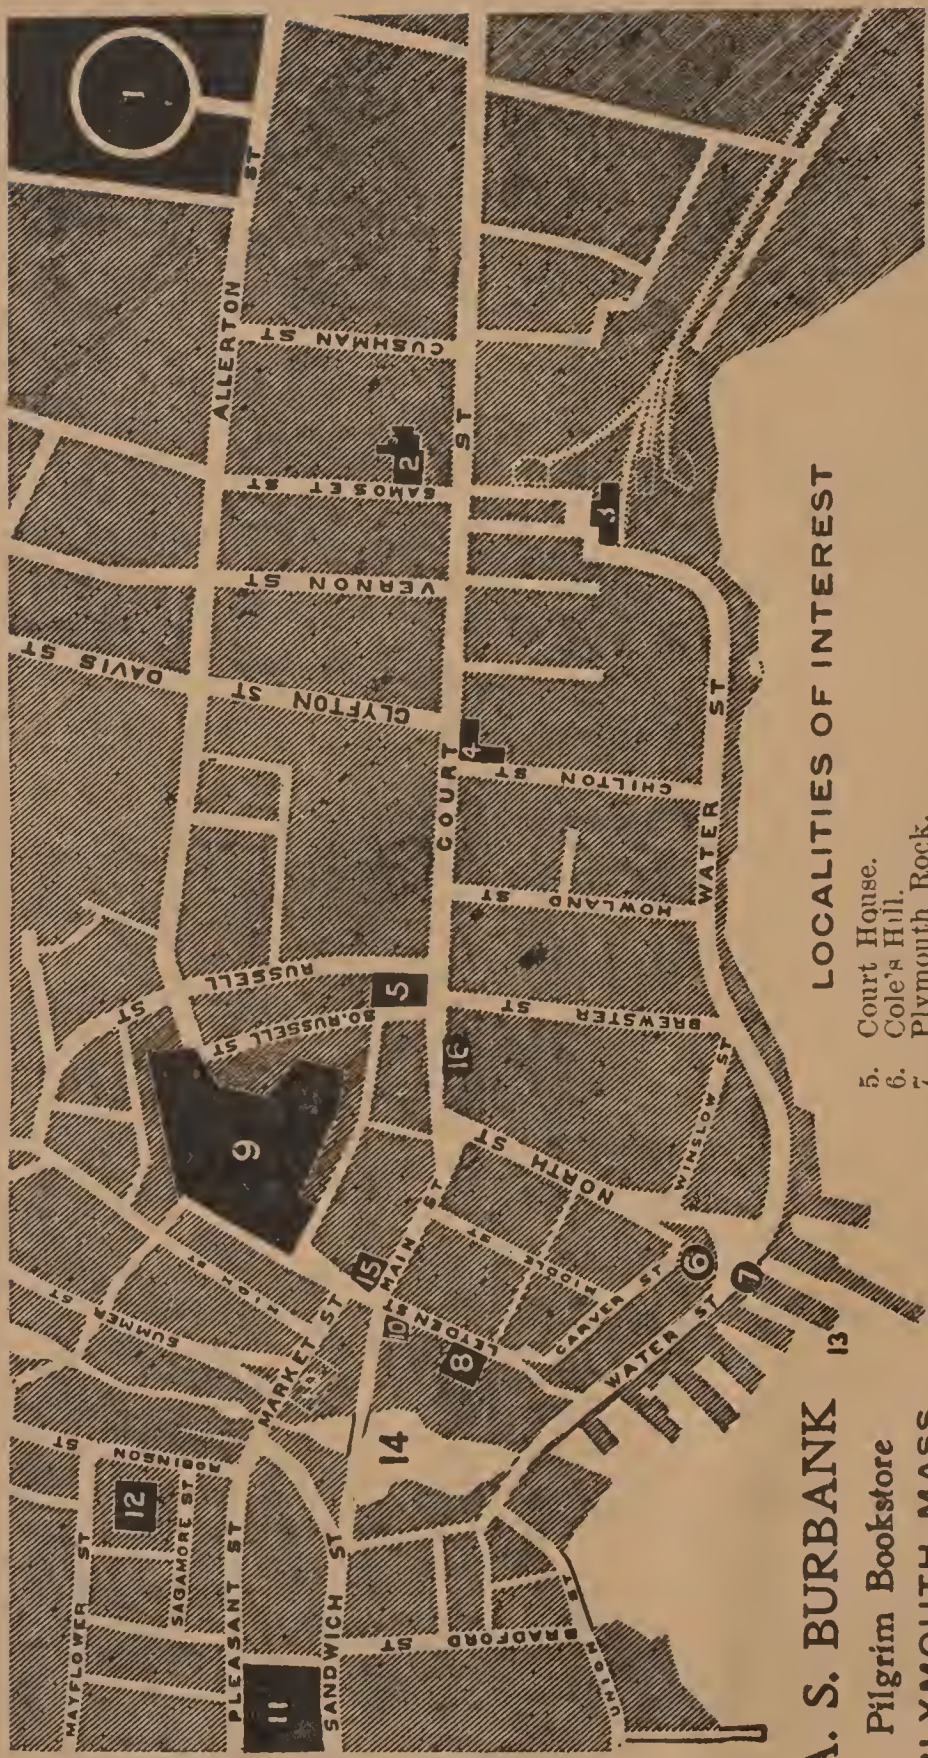 1
ALLERTON ST
CUSHMAN ST
2
SAMOSET ST
3
VERNON ST
DAVIS ST
CLYFTON ST
4
COURT ST
CHILTON ST
HOWLAND ST
WATER ST
RUSSELL ST
SO. RUSSELL ST
5
16
BREWSTER ST
WINSLOW ST
NORTH ST
9
SUMMER ST
HIGH ST
MARKET ST
15
MAIN ST
MIDDLE ST
10
LEYDEN ST
8
CARVER ST
6
7
WATER ST
13
14
ROBINSON ST
12
SAGAMORE ST
MAYFLOWER ST
PLEASANT ST
SANDWICH ST
11
BRADFORD ST
UNION ST
LOCALITIES OF INTEREST
5. Court House.
6. Cole's Hill.
7. Plymouth Rock.
A. S. BURBANK
Pilgrim Bookstore
PLYMOUTH MASS